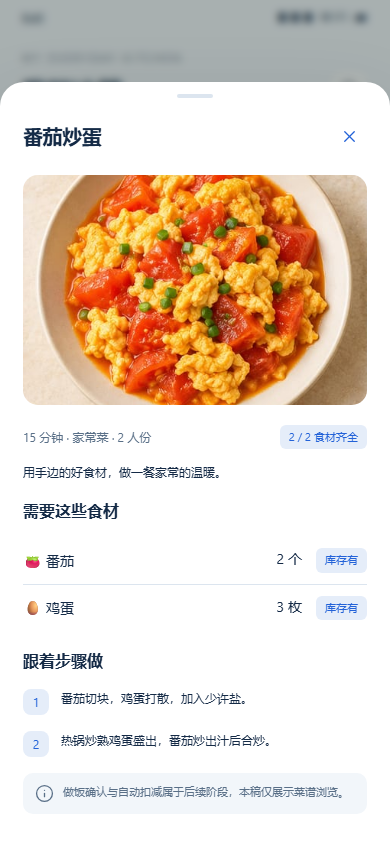 番茄炒蛋
15 分钟 · 家常菜 · 2 人份
2 / 2 食材齐全
用手边的好食材，做一餐家常的温暖。
需要这些食材
番茄
2 个
库存有
鸡蛋
3 枚
库存有
跟着步骤做
1
番茄切块，鸡蛋打散，加入少许盐。
2
热锅炒熟鸡蛋盛出，番茄炒出汁后合炒。
做饭确认与自动扣减属于后续阶段，本稿仅展示菜谱浏览。